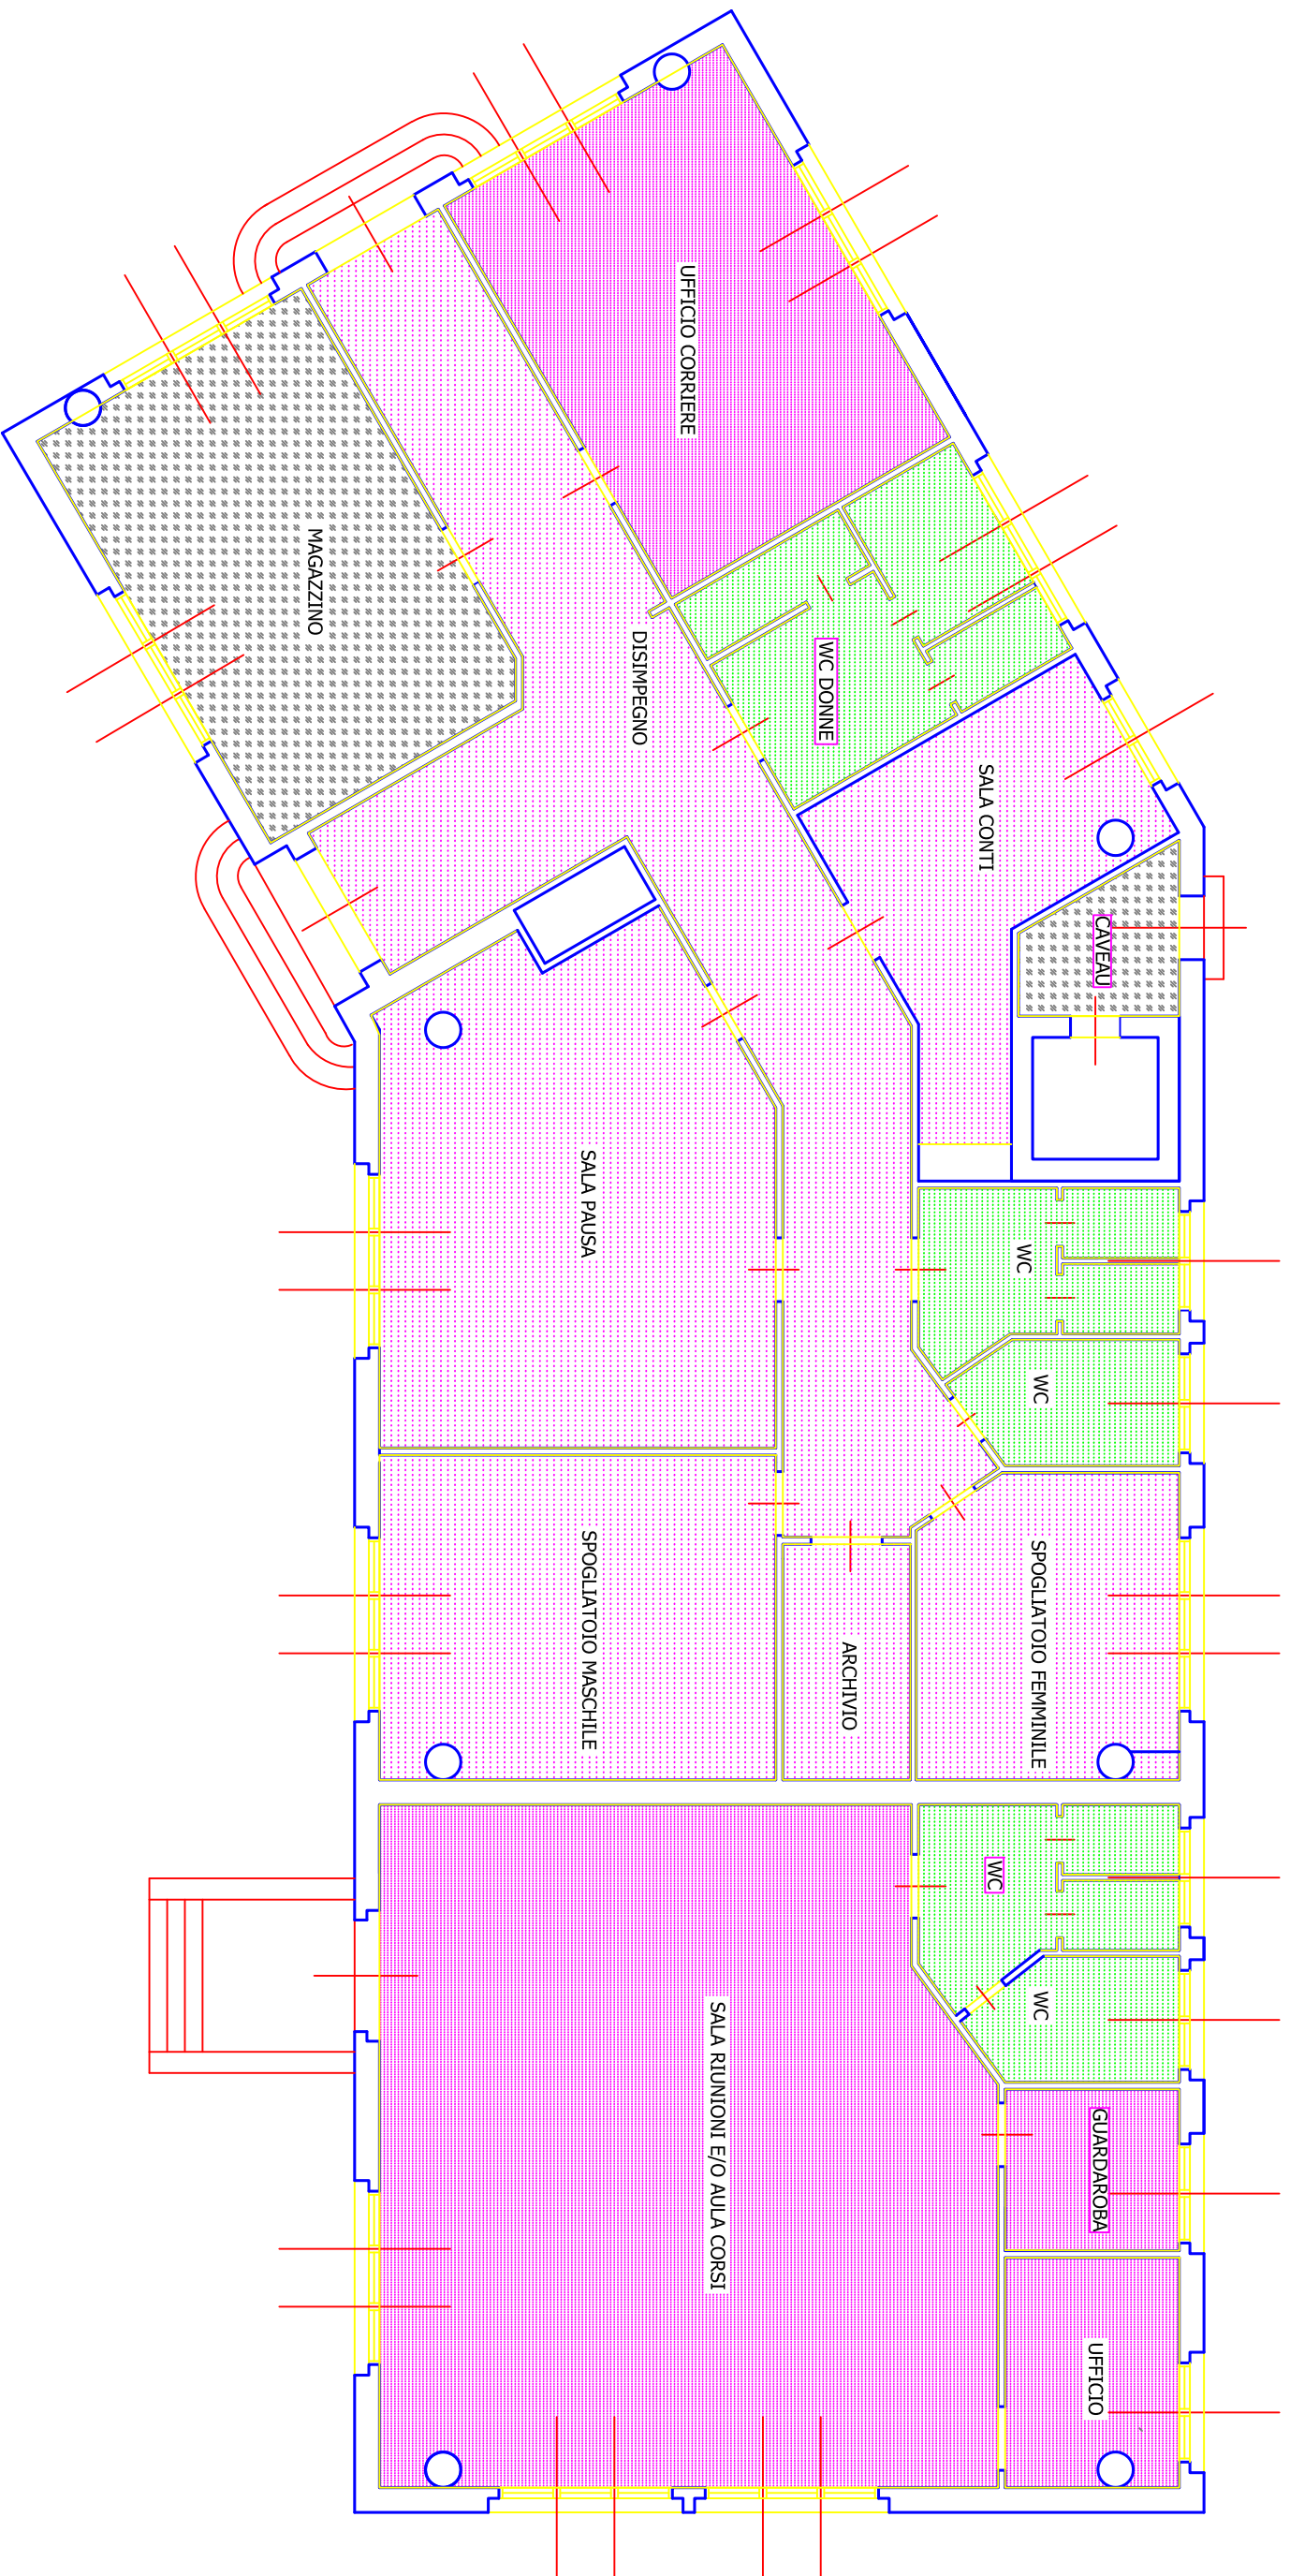 UFFICIO CORRIERE
MAGAZZINO
DISIMPEGNO
WC DONNE
SALA CONTI
CAVEAU
SALA PAUSA
WC
WC
SPOGLIATOIO MASCHILE
ARCHIVIO
SPOGLIATOIO FEMMINILE
WC
WC
SALA RIUNIONI E/O AULA CORSI
GUARDAROBA
UFFICIO